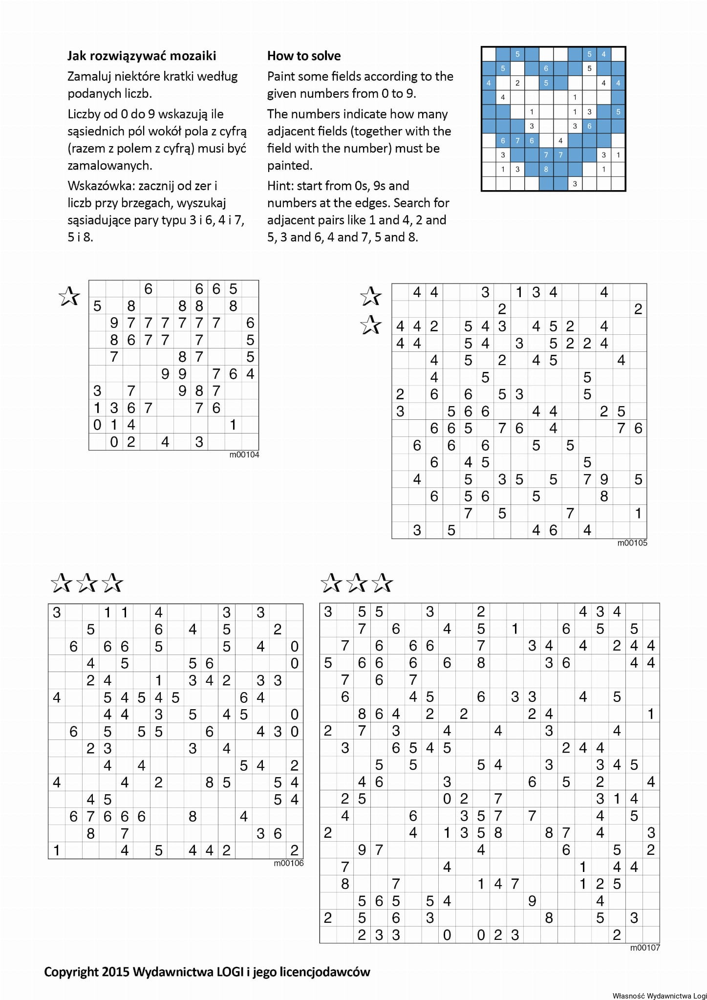 Jak rozwiązywać mozaiki
Zamaluj niektóre kratki według
podanych liczb.
Liczby od 0 do 9 wskazują ile
sąsiednich pól wokół pola z cyfrą
(razem z polem z cyfrą) musi być
zamalowanych.
Wskazówka: zacznij od zer i
liczb przy brzegach, wyszukaj
sąsiadujące pary typu 3 i 6, 4 i 7,
5 i 8.
How to solve
Paint some fields according to the
given numbers from 0 to 9.
The numbers indicate how many
adjacent fields (together with the
field with the number) must be
painted.
Hint: start from 0s, 9s and
numbers at the edges. Search for
adjacent pairs like 1 and 4, 2 and
5, 3 and 6, 4 and 7, 5 and 8.
5 5 4
5 6 5
4 2 5 4 4
4 1
1 1 3 5
3 3 6
6 7 6 4
3 7 7 3 1
1 3 8 1
3
6 6 6 5
5 8 8 8 8
9 7 7 7 7 7 7 6
8 6 7 7 7 5
7 8 7 5
9 9 7 6 4
3 7 9 8 7
1 3 6 7 7 6
0 1 4 1
0 2 4 3
m00104
4 4 3 1 3 4 4
2 2
4 4 2 5 4 3 4 5 2 4
4 4 5 4 3 5 2 2 4
4 5 2 4 5 4
4 5 5
2 6 6 5 3 5
3 5 6 6 4 4 2 5
6 6 5 7 6 4 7 6
6 6 6 5 5
6 4 5 5
4 5 3 5 5 7 9 5
6 5 6 5 8
7 5 7 1
3 5 4 6 4
m00105
3 1 1 4 3 3
5 6 4 5 2
6 6 6 5 5 4 0
4 5 5 6 0
2 4 1 3 4 2 3 3
4 5 4 5 4 5 6 4
4 4 3 5 4 5 0
6 5 5 5 6 4 3 0
2 3 3 4
4 4 5 4 2
4 4 2 8 5 5 4
4 5 5 4
6 7 6 6 6 8 4
8 7 3 6
1 4 5 4 4 2 2
m00106
3 5 5 3 2 4 3 4
7 6 4 5 1 6 5 5
7 6 6 6 7 3 4 4 2 4 4
5 6 6 6 6 8 3 6 4 4
7 6 7
6 4 5 6 3 3 4 5
8 6 4 2 2 2 4 1
2 7 3 4 4 3 4
3 6 5 4 5 2 4 4
5 5 5 4 3 3 4 5
4 6 3 6 5 2 4
2 5 0 2 7 3 1 4
4 6 3 5 7 7 4 5
2 4 1 3 5 8 8 7 4 3
9 7 4 6 5 2
7 4 1 4 4
8 7 1 4 7 1 2 5
5 6 5 5 4 9 4
2 5 6 3 8 5 3
2 3 3 0 0 2 3 2
m00107
Copyright 2015 Wydawnictwa LOGI i jego licencjodawców
Własność Wydawnictwa Logi